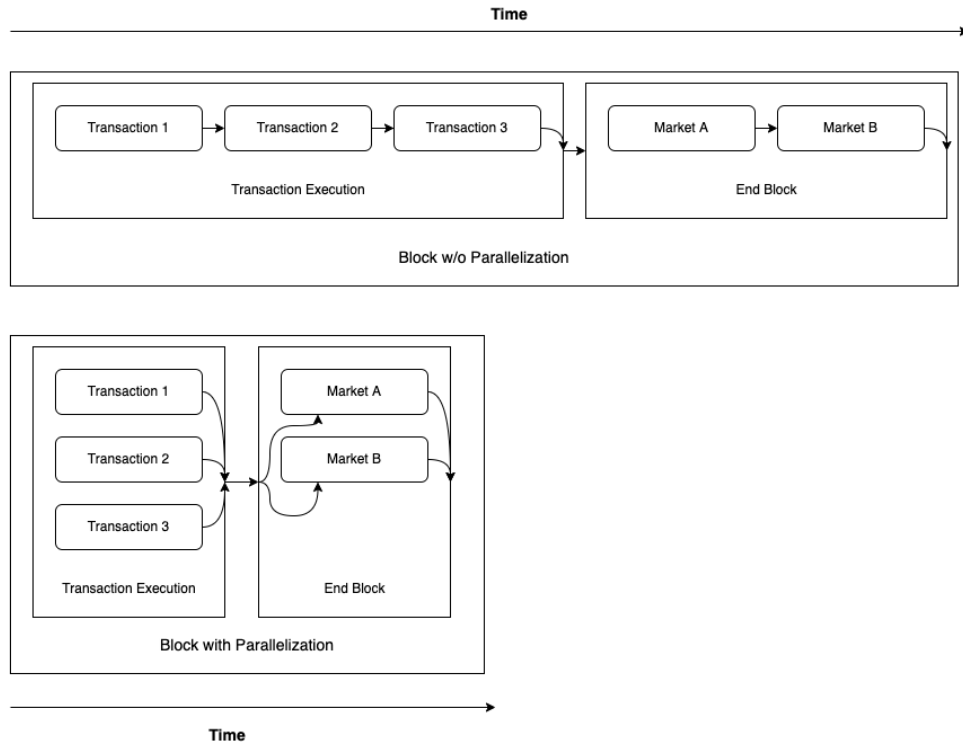 Time
Transaction 1
Transaction 2
Transaction 3
Market A
Market B
Transaction Execution
End Block
Block w/o Parallelization
Transaction 1
Market A
Transaction 2
Market B
Transaction 3
Transaction Execution
End Block
Block with Parallelization
Time